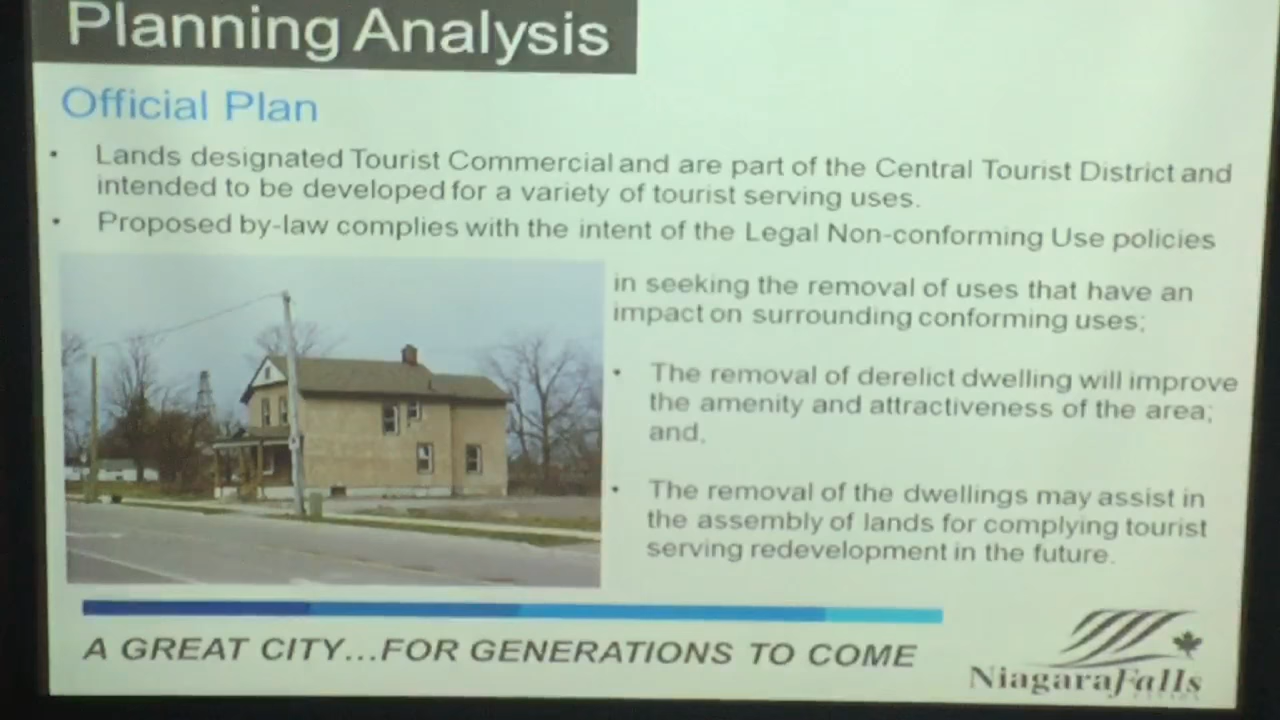 Planning Analysis
Official Plan
• Lands designated Tourist Commercial and are part of the Central Tourist District and
intended to be developed for a variety of tourist serving uses.
• Proposed by-law complies with the intent of the Legal Non-conforming Use policies
in seeking the removal of uses that have an
impact on surrounding conforming uses;
• The removal of derelict dwelling will improve
the amenity and attractiveness of the area;
and,
• The removal of the dwellings may assist in
the assembly of lands for complying tourist
serving redevelopment in the future.
A GREAT CITY...FOR GENERATIONS TO COME
NiagaraFalls